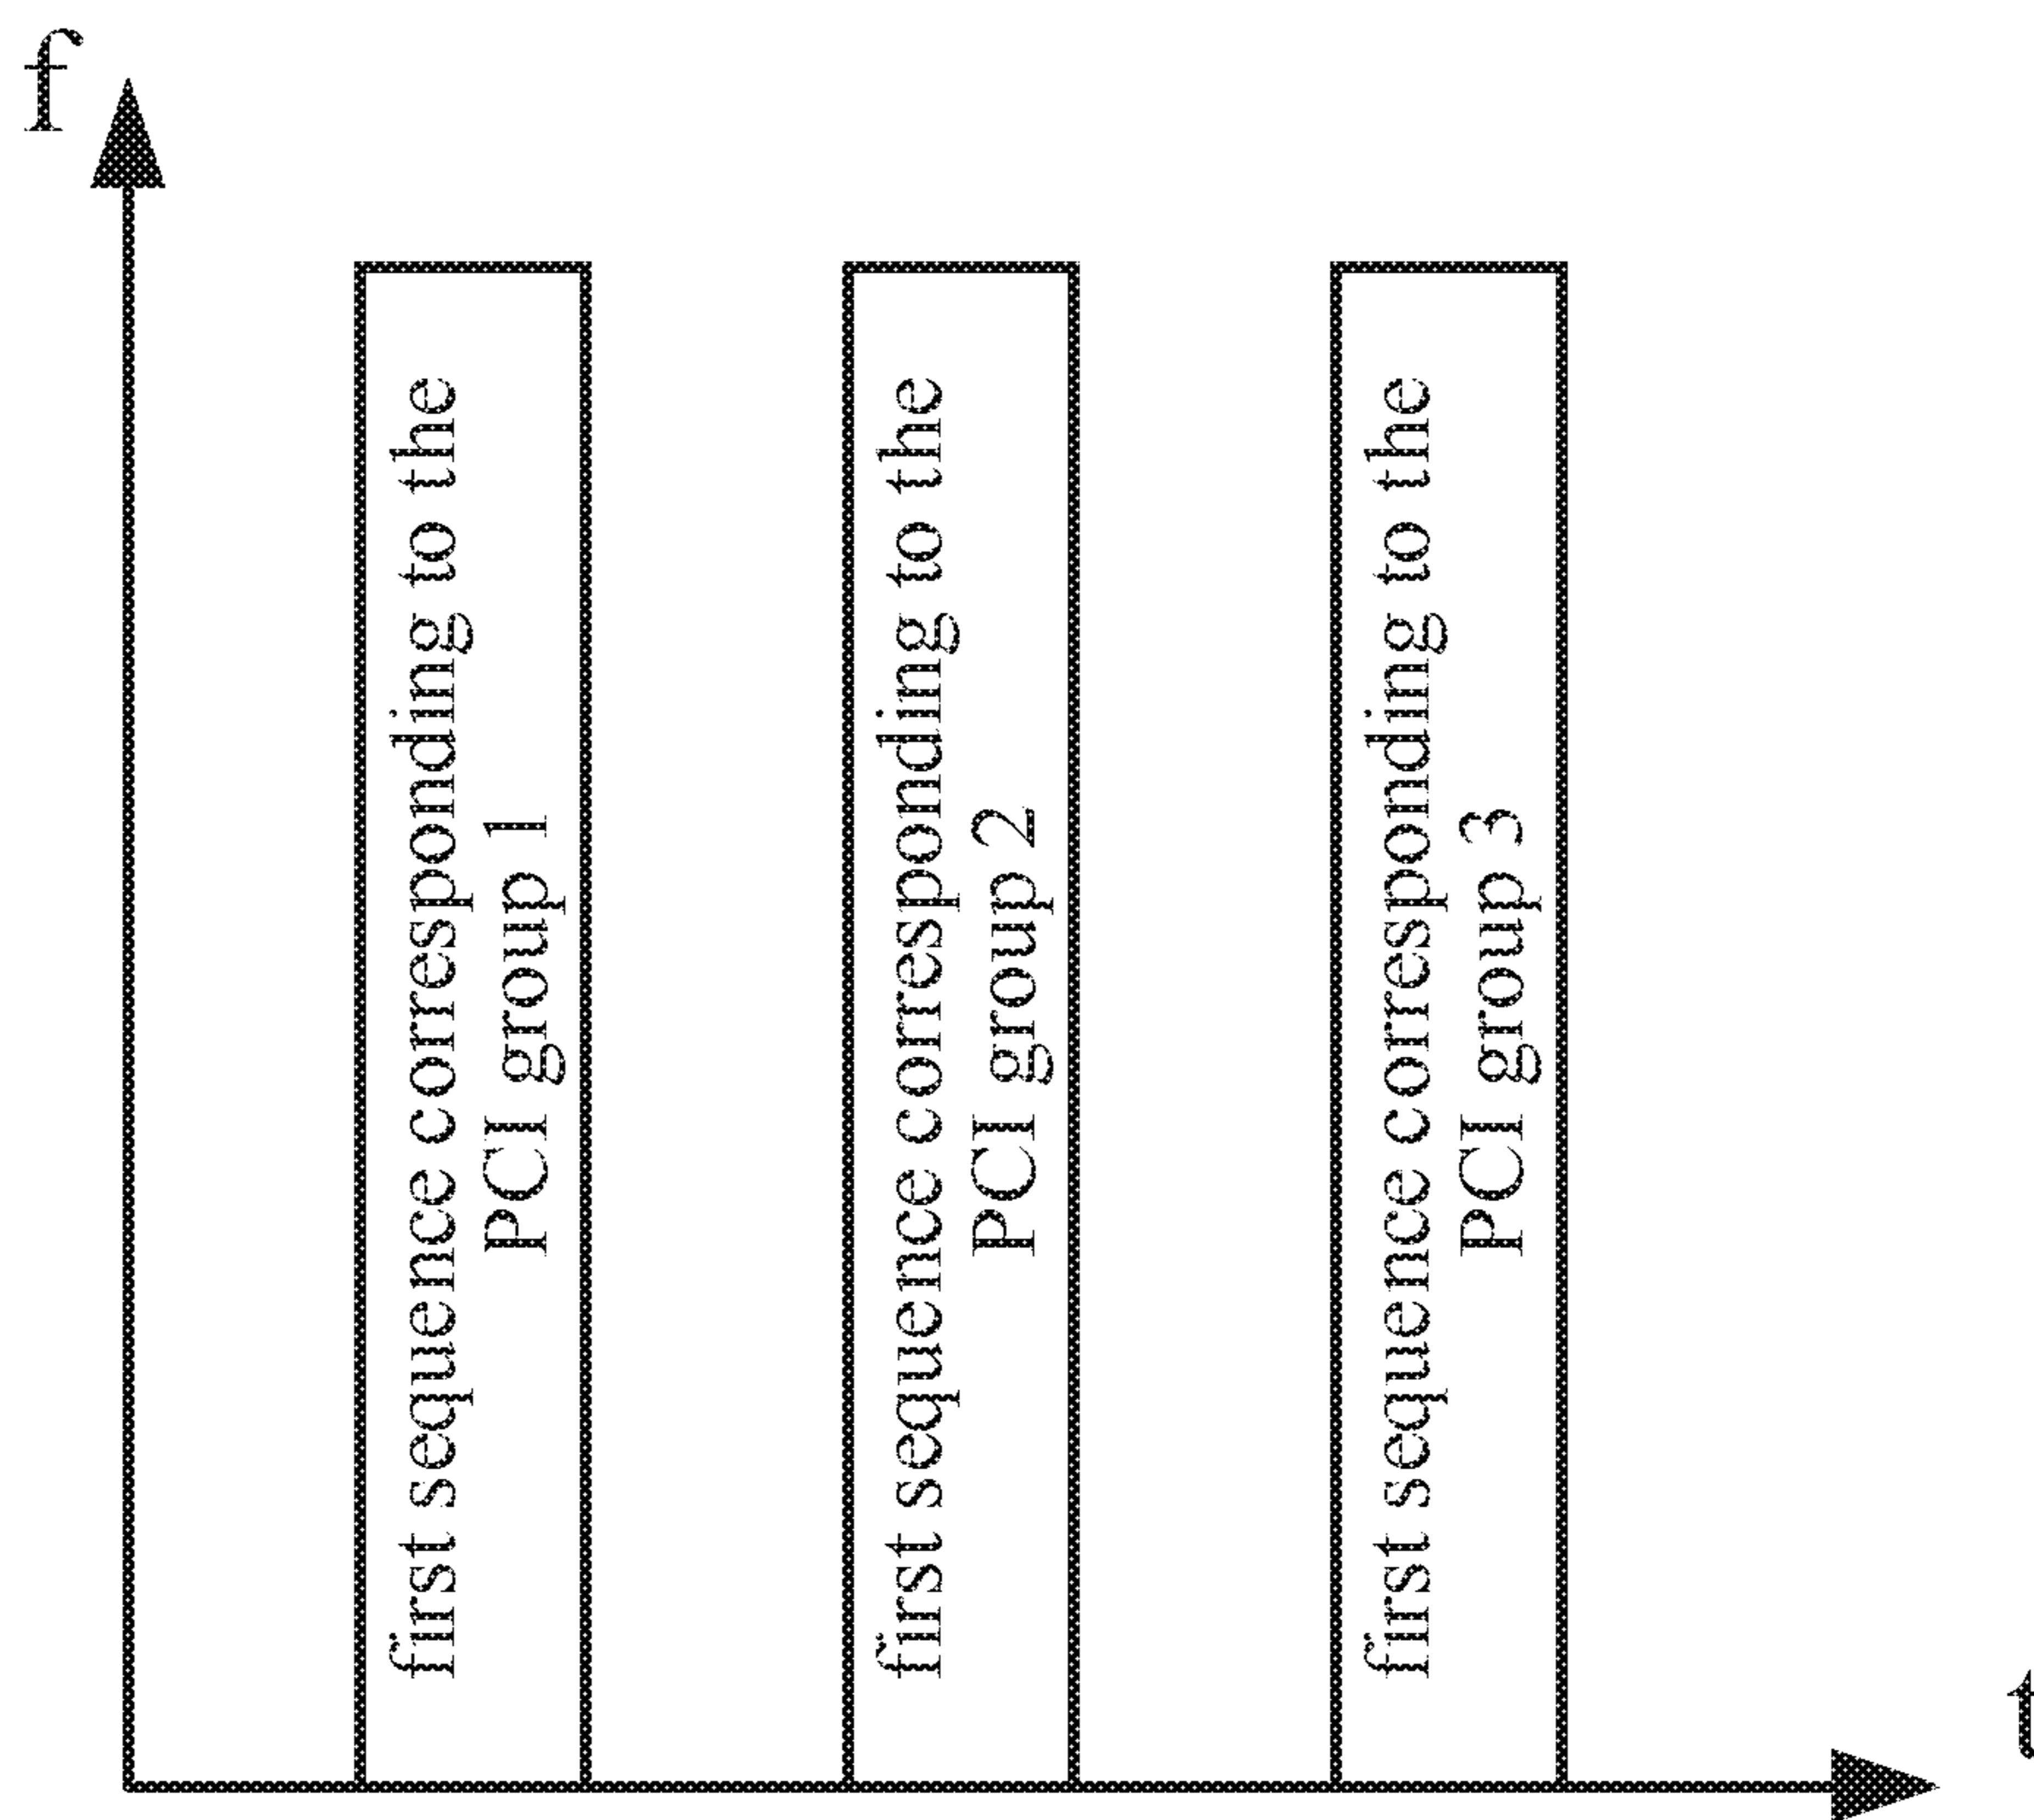 f
first sequence corresponding to the
PCI group 1
first sequence corresponding to the
PCI group 2
first sequence corresponding to the
PCI group 3
t